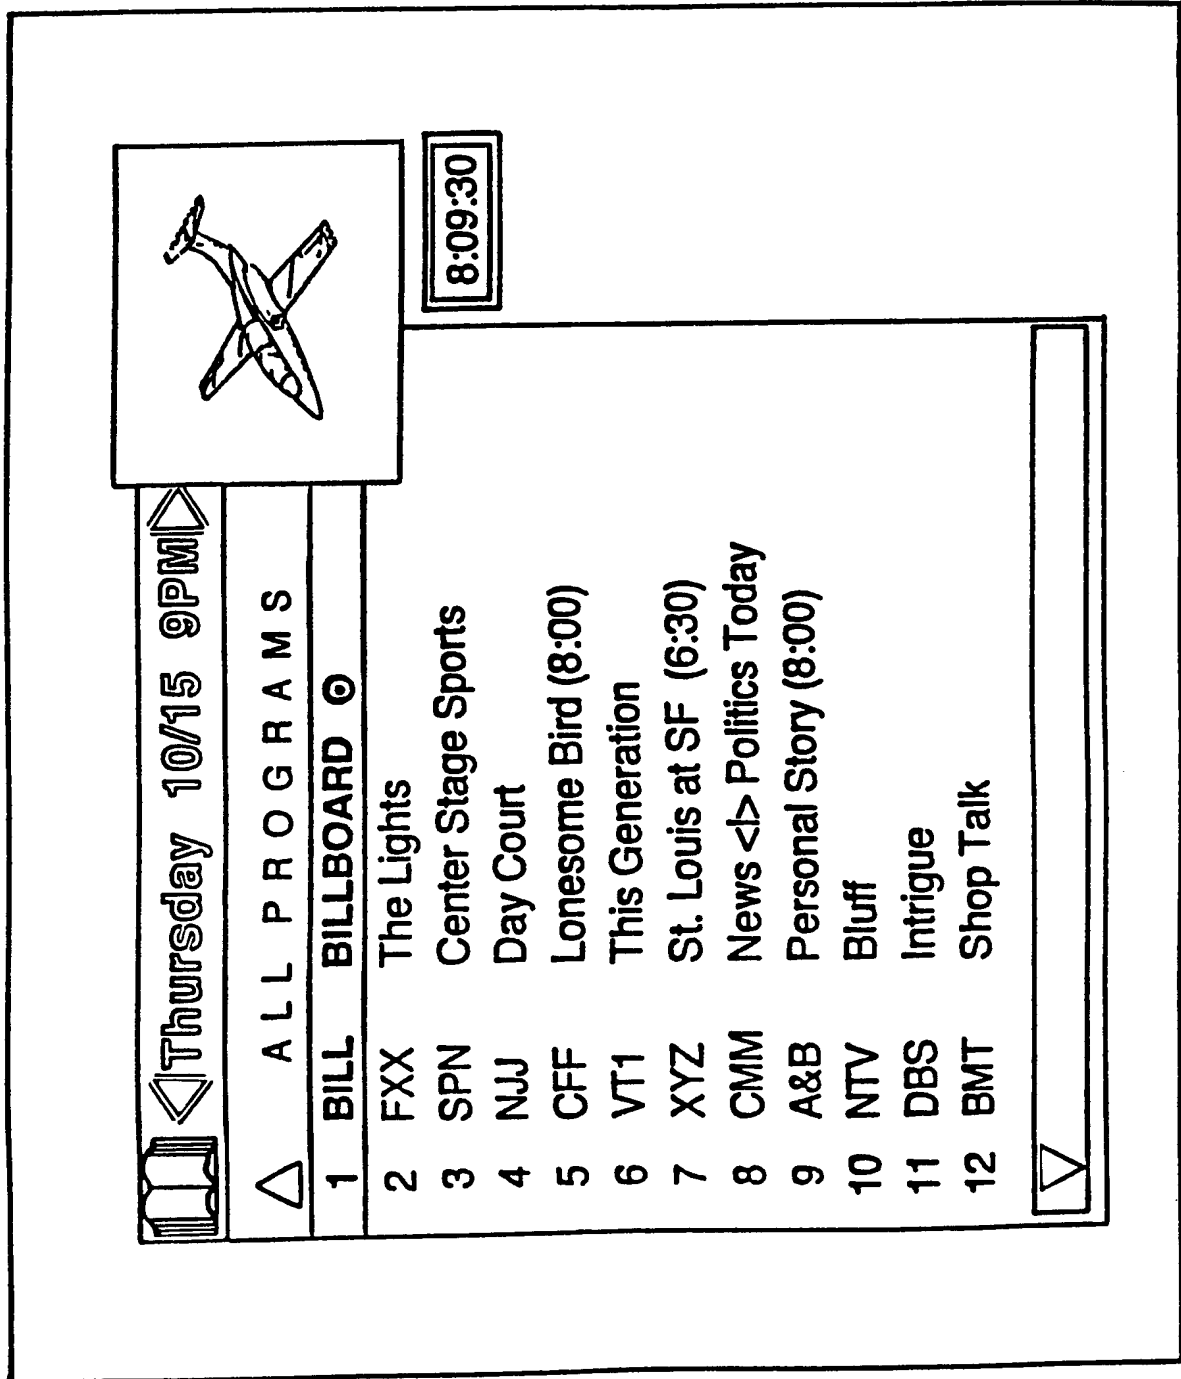 Thursday 10/15 9PM
ALL PROGRAMS
8:09:30
1 BILL BILLBOARD
2 FXX The Lights
3 SPN Center Stage Sports
4 NJJ Day Court
5 CFF Lonesome Bird (8:00)
6 VT1 This Generation
7 XYZ St. Louis at SF (6:30)
8 CMM News <I> Politics Today
9 A&B Personal Story (8:00)
10 NTV Bluff
11 DBS Intrigue
12 BMT Shop Talk